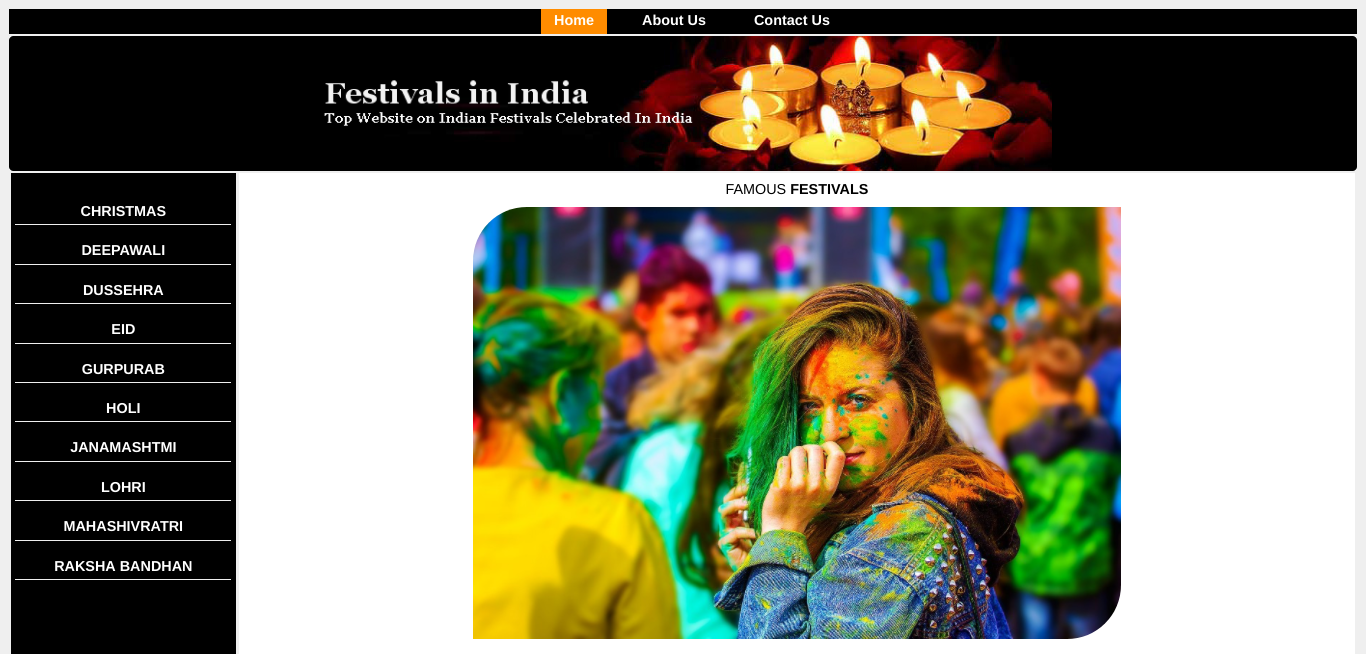 Home About Us Contact Us
Festivals in India
Top Website on Indian Festivals Celebrated In India
FAMOUS FESTIVALS
CHRISTMAS
DEEPAWALI
DUSSEHRA
EID
GURPURAB
HOLI
JANAMASHTMI
LOHRI
MAHASHIVRATRI
RAKSHA BANDHAN